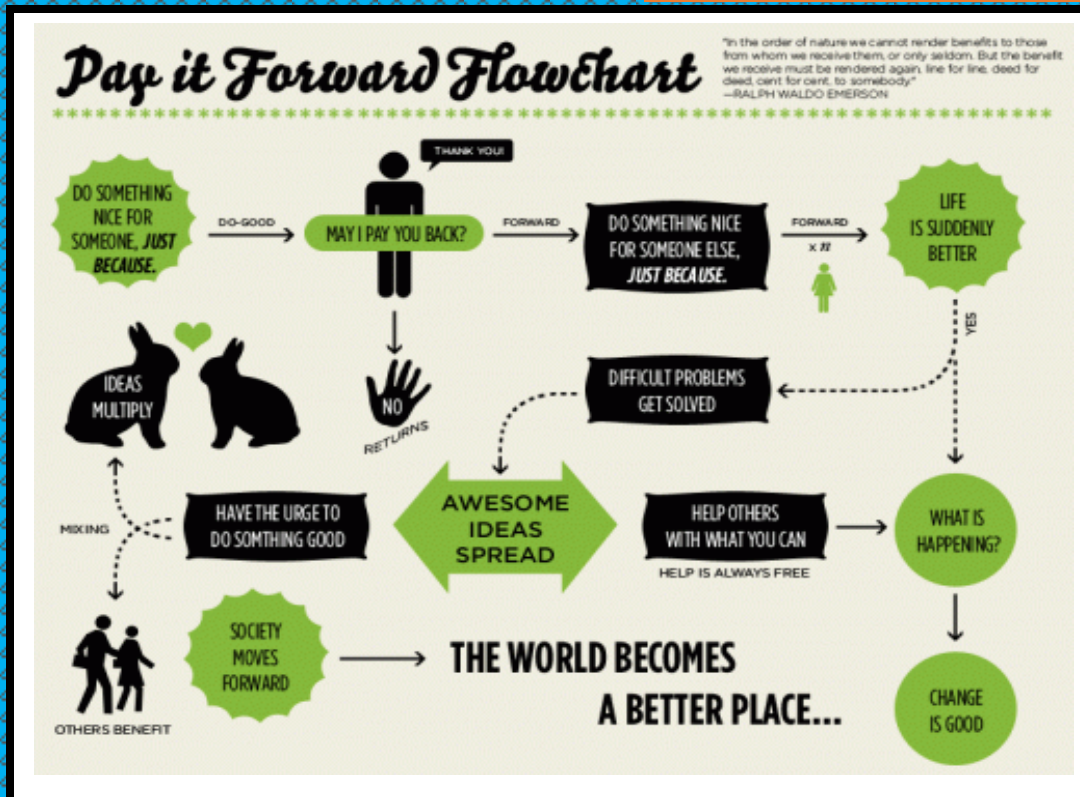 Pay it Forward Flowchart
"In the order of nature we cannot render benefits to those
from whom we receive them, or only seldom. But the benefit
we receive must be rendered again, line for line, deed for
deed, cent for cent, to somebody."
—RALPH WALDO EMERSON
THANK YOU!
DO SOMETHING
NICE FOR
SOMEONE, JUST
BECAUSE.
DO-GOOD
MAY I PAY YOU BACK?
FORWARD
DO SOMETHING NICE
FOR SOMEONE ELSE,
JUST BECAUSE.
FORWARD
x n
LIFE
IS SUDDENLY
BETTER
YES
IDEAS
MULTIPLY
NO
RETURNS
DIFFICULT PROBLEMS
GET SOLVED
MIXING
HAVE THE URGE TO
DO SOMTHING GOOD
AWESOME
IDEAS
SPREAD
HELP OTHERS
WITH WHAT YOU CAN
HELP IS ALWAYS FREE
WHAT IS
HAPPENING?
OTHERS BENEFIT
SOCIETY
MOVES
FORWARD
THE WORLD BECOMES
A BETTER PLACE...
CHANGE
IS GOOD